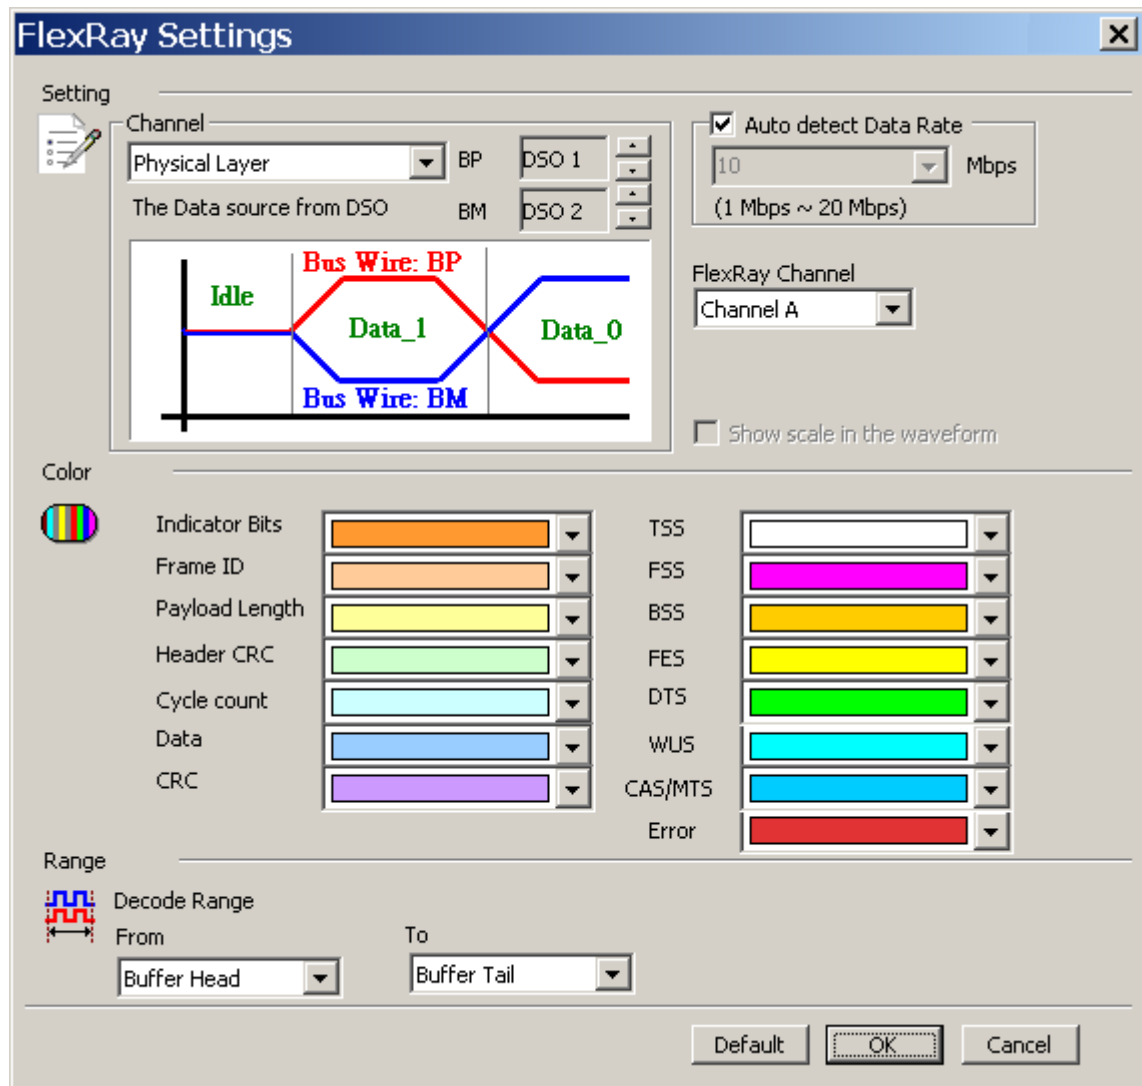 FlexRay Settings
Setting
Channel
Physical Layer
BP
DSO 1
The Data source from DSO
BM
DSO 2
Bus Wire: BP
Idle
Data_1
Data_0
Bus Wire: BM
Auto detect Data Rate
10
Mbps
(1 Mbps ~ 20 Mbps)
FlexRay Channel
Channel A
Show scale in the waveform
Color
Indicator Bits
Frame ID
Payload Length
Header CRC
Cycle count
Data
CRC
TSS
FSS
BSS
FES
DTS
WUS
CAS/MTS
Error
Range
Decode Range
From
Buffer Head
To
Buffer Tail
Default
OK
Cancel